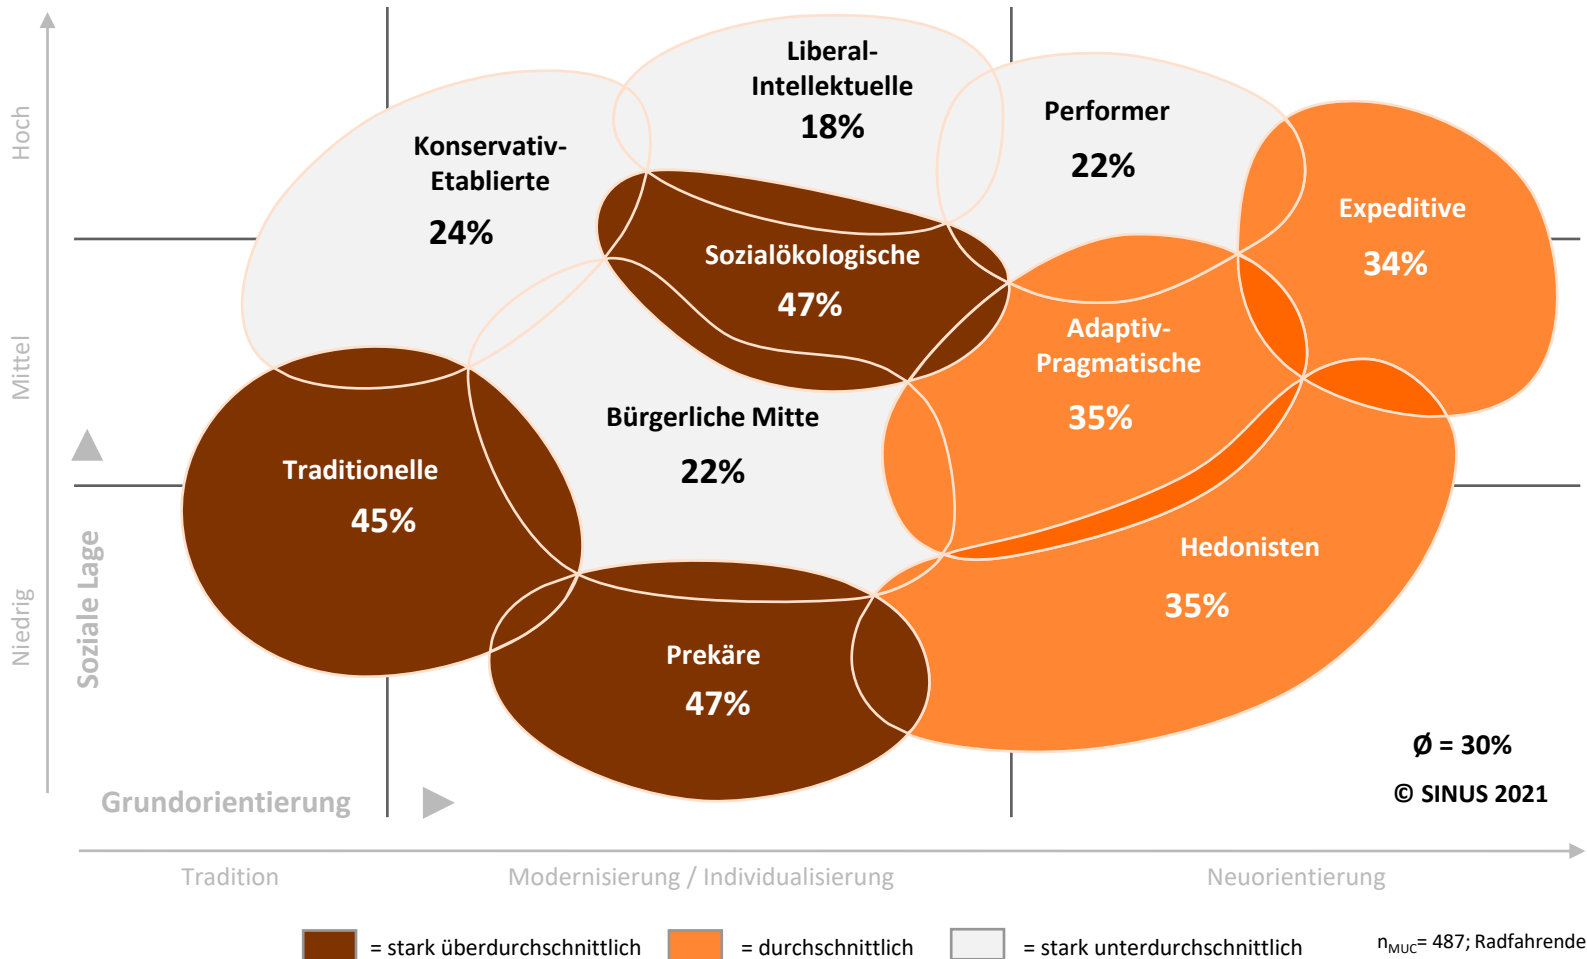 Hoch
Mittel
Niedrig
Soziale Lage
Liberal-
Intellektuelle
18%
Performer
22%
Konservativ-
Etablierte
24%
Expeditive
34%
Sozialökologische
47%
Adaptiv-
Pragmatische
35%
Bürgerliche Mitte
22%
Traditionelle
45%
Hedonisten
35%
Prekäre
47%
Ø = 30%
© SINUS 2021
Grundorientierung
Tradition
Modernisierung / Individualisierung
Neuorientierung
= stark überdurchschnittlich
= durchschnittlich
= stark unterdurchschnittlich
nMUC= 487; Radfahrende